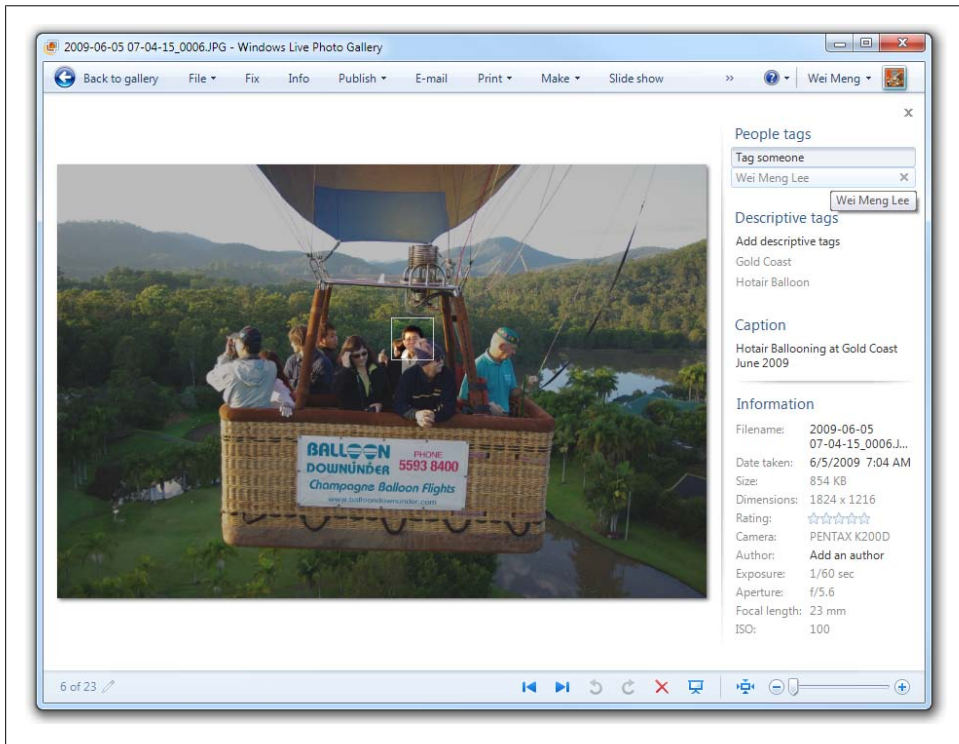 2009-06-05 07-04-15_0006.JPG - Windows Live Photo Gallery
Back to gallery File Fix Info Publish E-mail Print Make Slide show » ? Wei Meng
People tags
Tag someone
Wei Meng Lee
Wei Meng Lee
Descriptive tags
Add descriptive tags
Gold Coast
Hotair Balloon
Caption
Hotair Ballooning at Gold Coast
June 2009
Information
Filename: 2009-06-05
07-04-15_0006.J...
Date taken: 6/5/2009 7:04 AM
Size: 854 KB
Dimensions: 1824 x 1216
Rating:
Camera: PENTAX K200D
Author: Add an author
Exposure: 1/60 sec
Aperture: f/5.6
Focal length: 23 mm
ISO: 100
BALLOON
DOWNUNDER
PHONE
5593 8400
Champagne Balloon Flights
www.balloondownunder.com
6 of 23